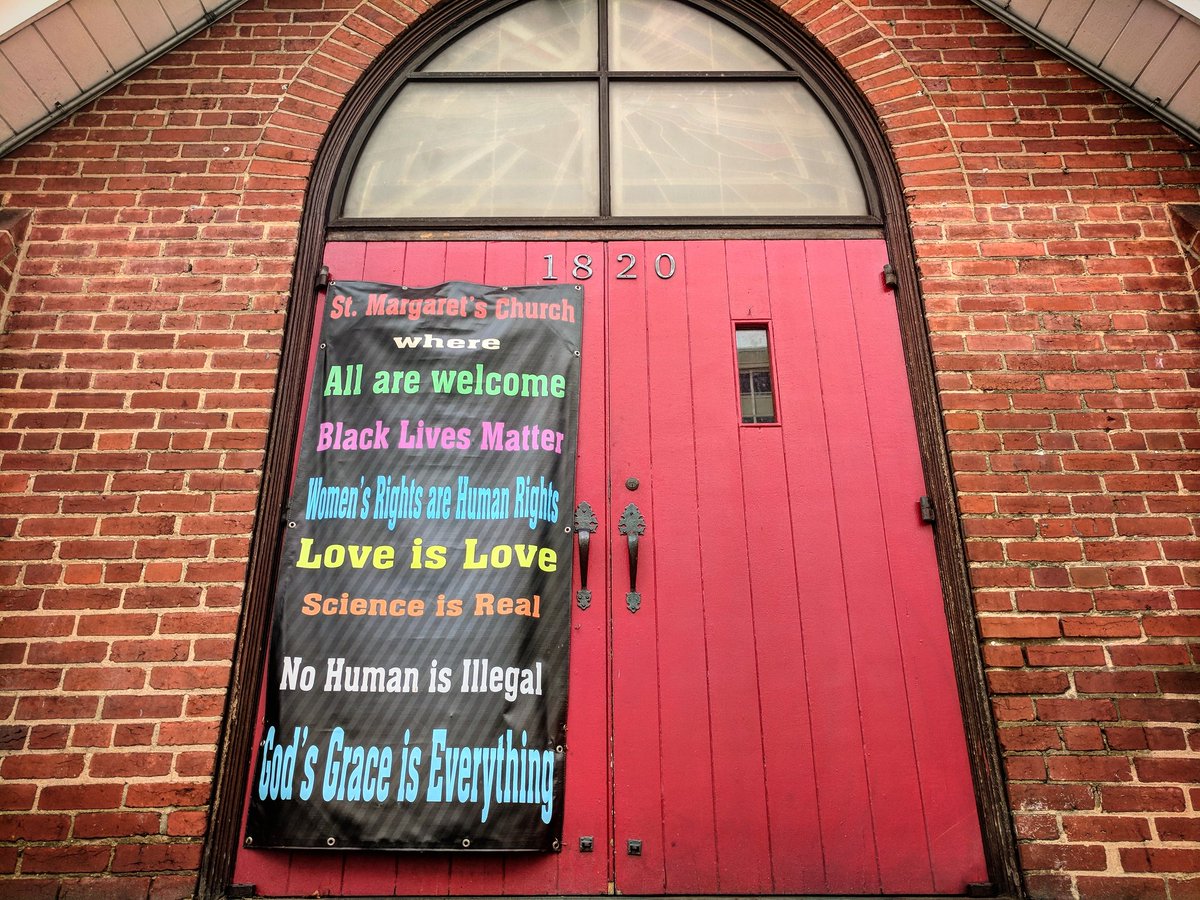 1820
St. Margaret's Church
where
All are welcome
Black Lives Matter
Women's Rights are Human Rights
Love is Love
Science is Real
No Human is Illegal
God's Grace is Everything